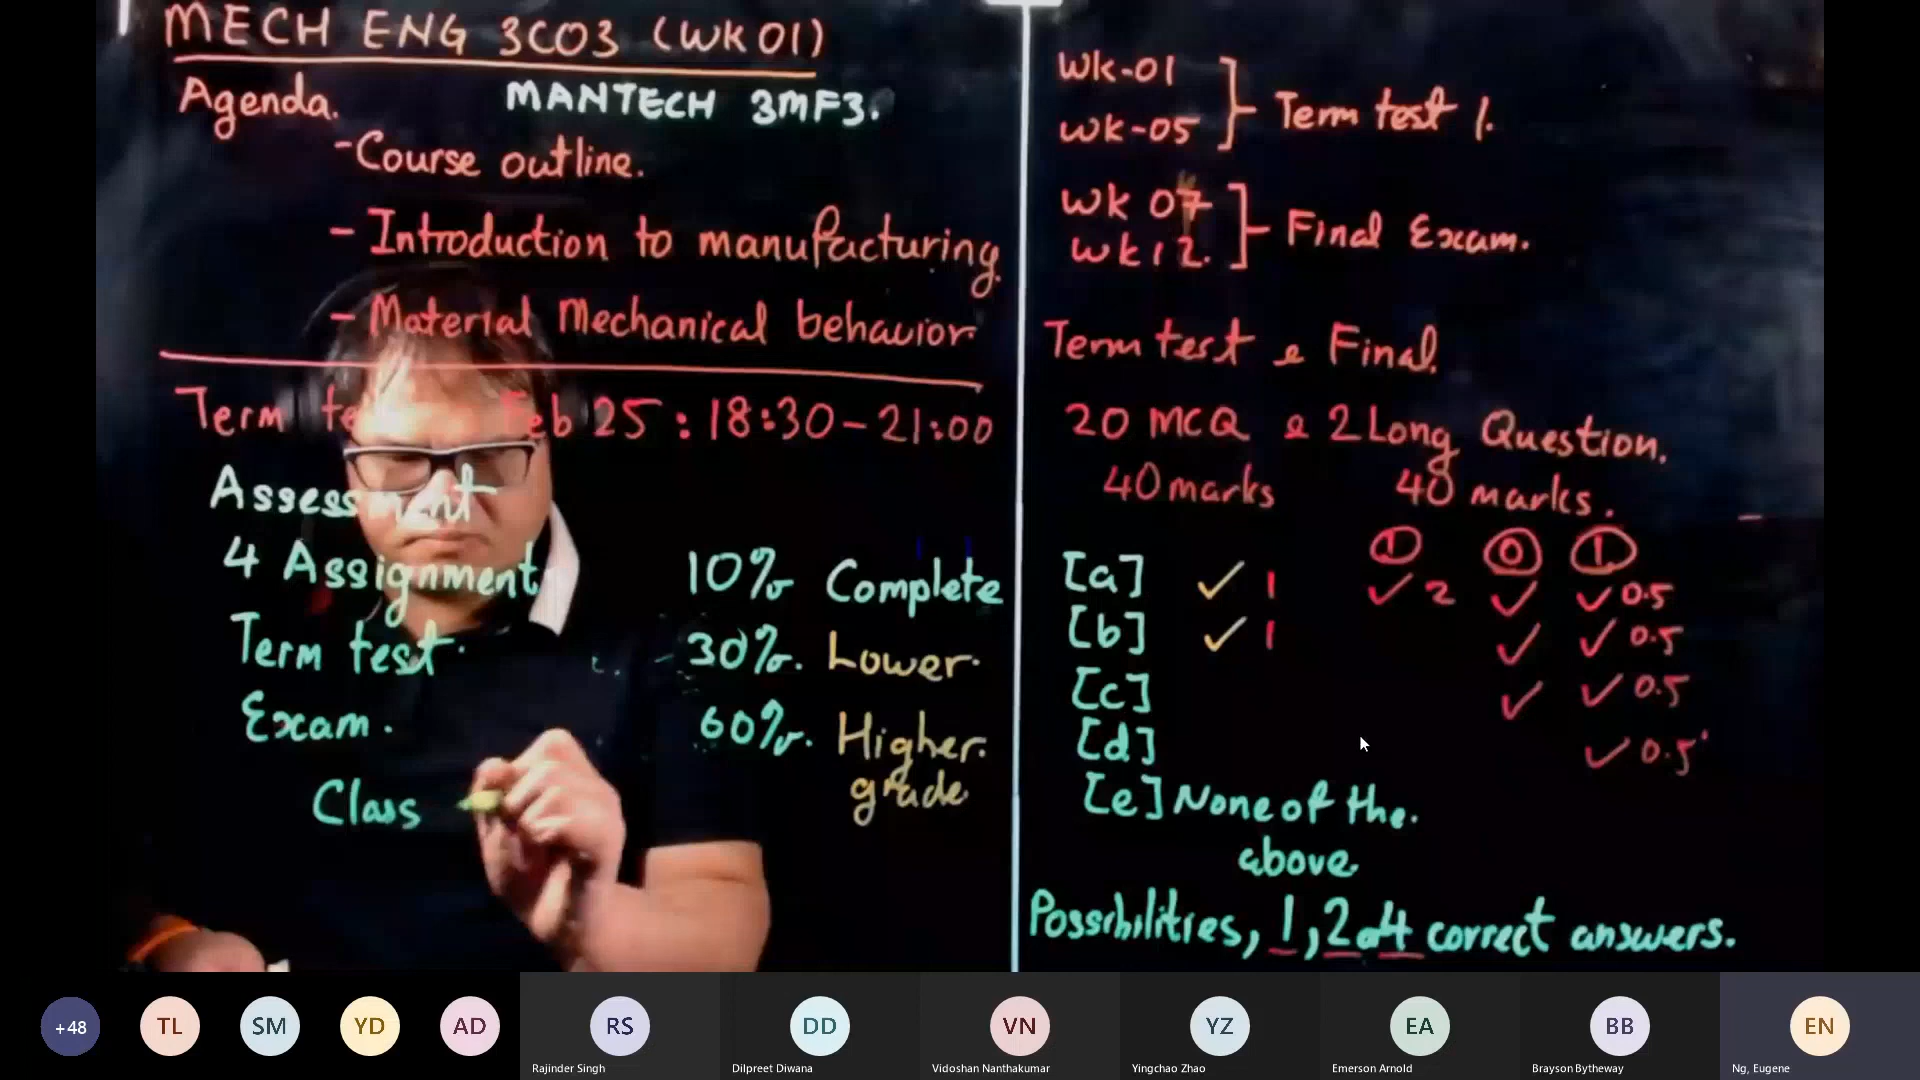 MECH ENG 3CO3 (WK 01)
Agenda. MANTECH 3MF3.
- Course outline.
- Introduction to manufacturing.
- Material Mechanical behavior.
Term Feb 25 : 18:30 - 21:00
Assessment
4 Assignment 10% Complete
Term test. 30%. Lower.
Exam. 60%. Higher.
grade
Class
Wk-01
Wk-05
Term test 1.
Wk 07
Wk 12.
Final Exam.
Term test & Final.
20 MCQ & 2 Long Question.
40 marks 40 marks.
1 0 1
[a] ✓ 1 ✓ 2 ✓ ✓ 0.5
[b] ✓ 1 ✓ ✓ 0.5
[c] ✓ ✓ 0.5
[d] ✓ 0.5
[e] None of the.
above.
Possibilities, 1, 2 or 4 correct answers.
+48 TL SM YD AD RS DD VN YZ EA BB EN
Rajinder Singh Dilpreet Diwana Vidoshan Nanthakumar Yingchao Zhao Emerson Arnold Brayson Bytheway Ng, Eugene